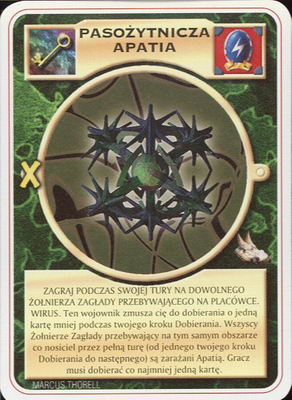 PASOŻYTNICZA
APATIA
X
ZAGRAJ PODCZAS SWOJEJ TURY NA DOWOLNEGO
ŻOŁNIERZA ZAGŁADY PRZEBYWAJĄCEGO NA PLACÓWCE.
WIRUS. Ten wojownik zmusza cię do dobierania o jedną
kartę mniej podczas twojego kroku Dobierania. Wszyscy
Żołnierze Zagłady przebywający na tym samym obszarze
co nosiciel przez pełną turę (od jednego twojego kroku
Dobierania do następnego) są zarażani Apatią. Gracz
musi dobierać co najmniej jedną kartę.
MARCUS THORELL